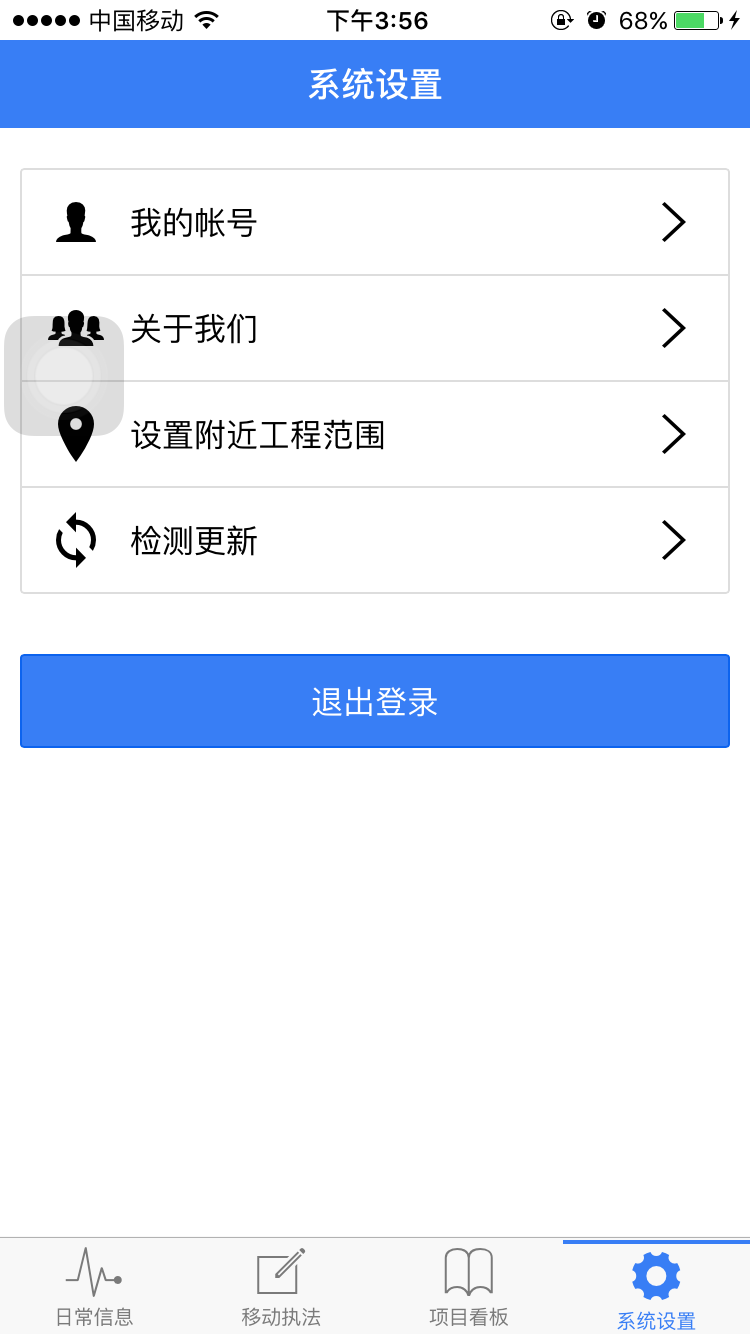 中国移动
下午3:56
68%
系统设置
我的帐号
关于我们
设置附近工程范围
检测更新
退出登录
日常信息
移动执法
项目看板
系统设置